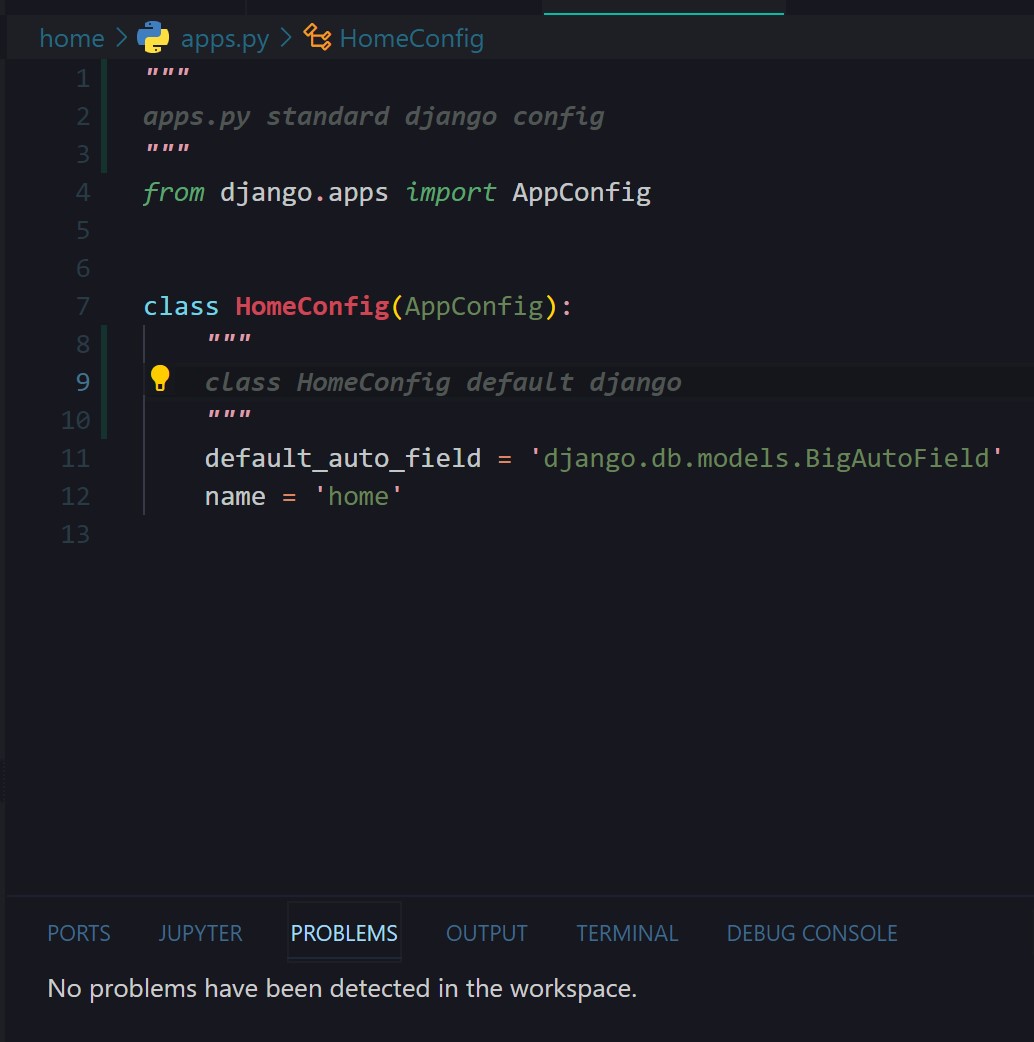 home > apps.py > HomeConfig
1 """
2 apps.py standard django config
3 """
4 from django.apps import AppConfig
5
6
7 class HomeConfig(AppConfig):
8 """
9 class HomeConfig default django
10 """
11 default_auto_field = 'django.db.models.BigAutoField'
12 name = 'home'
13
PORTS JUPYTER PROBLEMS OUTPUT TERMINAL DEBUG CONSOLE
No problems have been detected in the workspace.